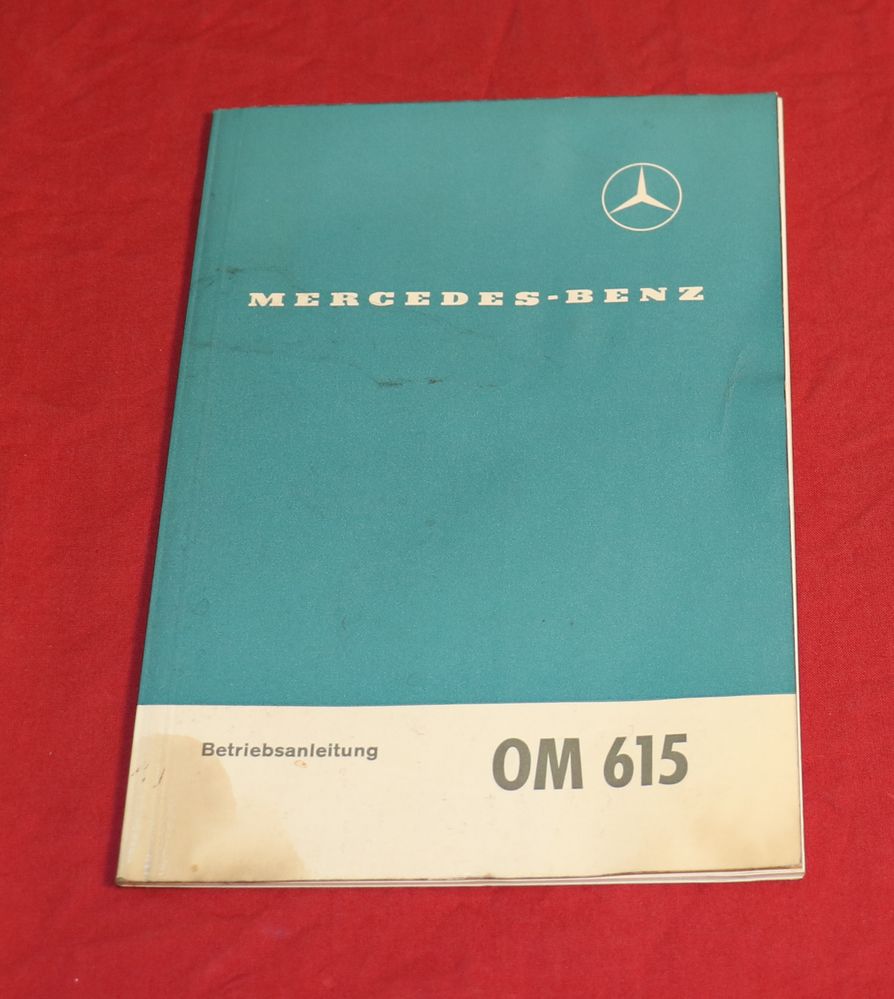 MERCEDES-BENZ
Betriebsanleitung
OM 615